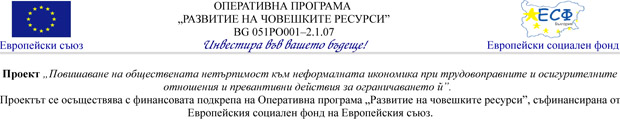 ОПЕРАТИВНА ПРОГРАМА
„РАЗВИТИЕ НА ЧОВЕШКИТЕ РЕСУРСИ”
BG 051PO001–2.1.07
ЕСФ
България
Европейски съюз
Инвестира във вашето бъдеще!
Европейски социален фонд
Проект „Повишаване на обществената нетъртимост към неформалната икономика при трудовоправните и осигурителните
отношения и превантивни действия за ограничаването ѝ”.
Проектът се осъществява с финансовата подкрепа на Оперативна програма „Развитие на човешките ресурси”, съфинансирана от
Европейския социален фонд на Европейския съюз.